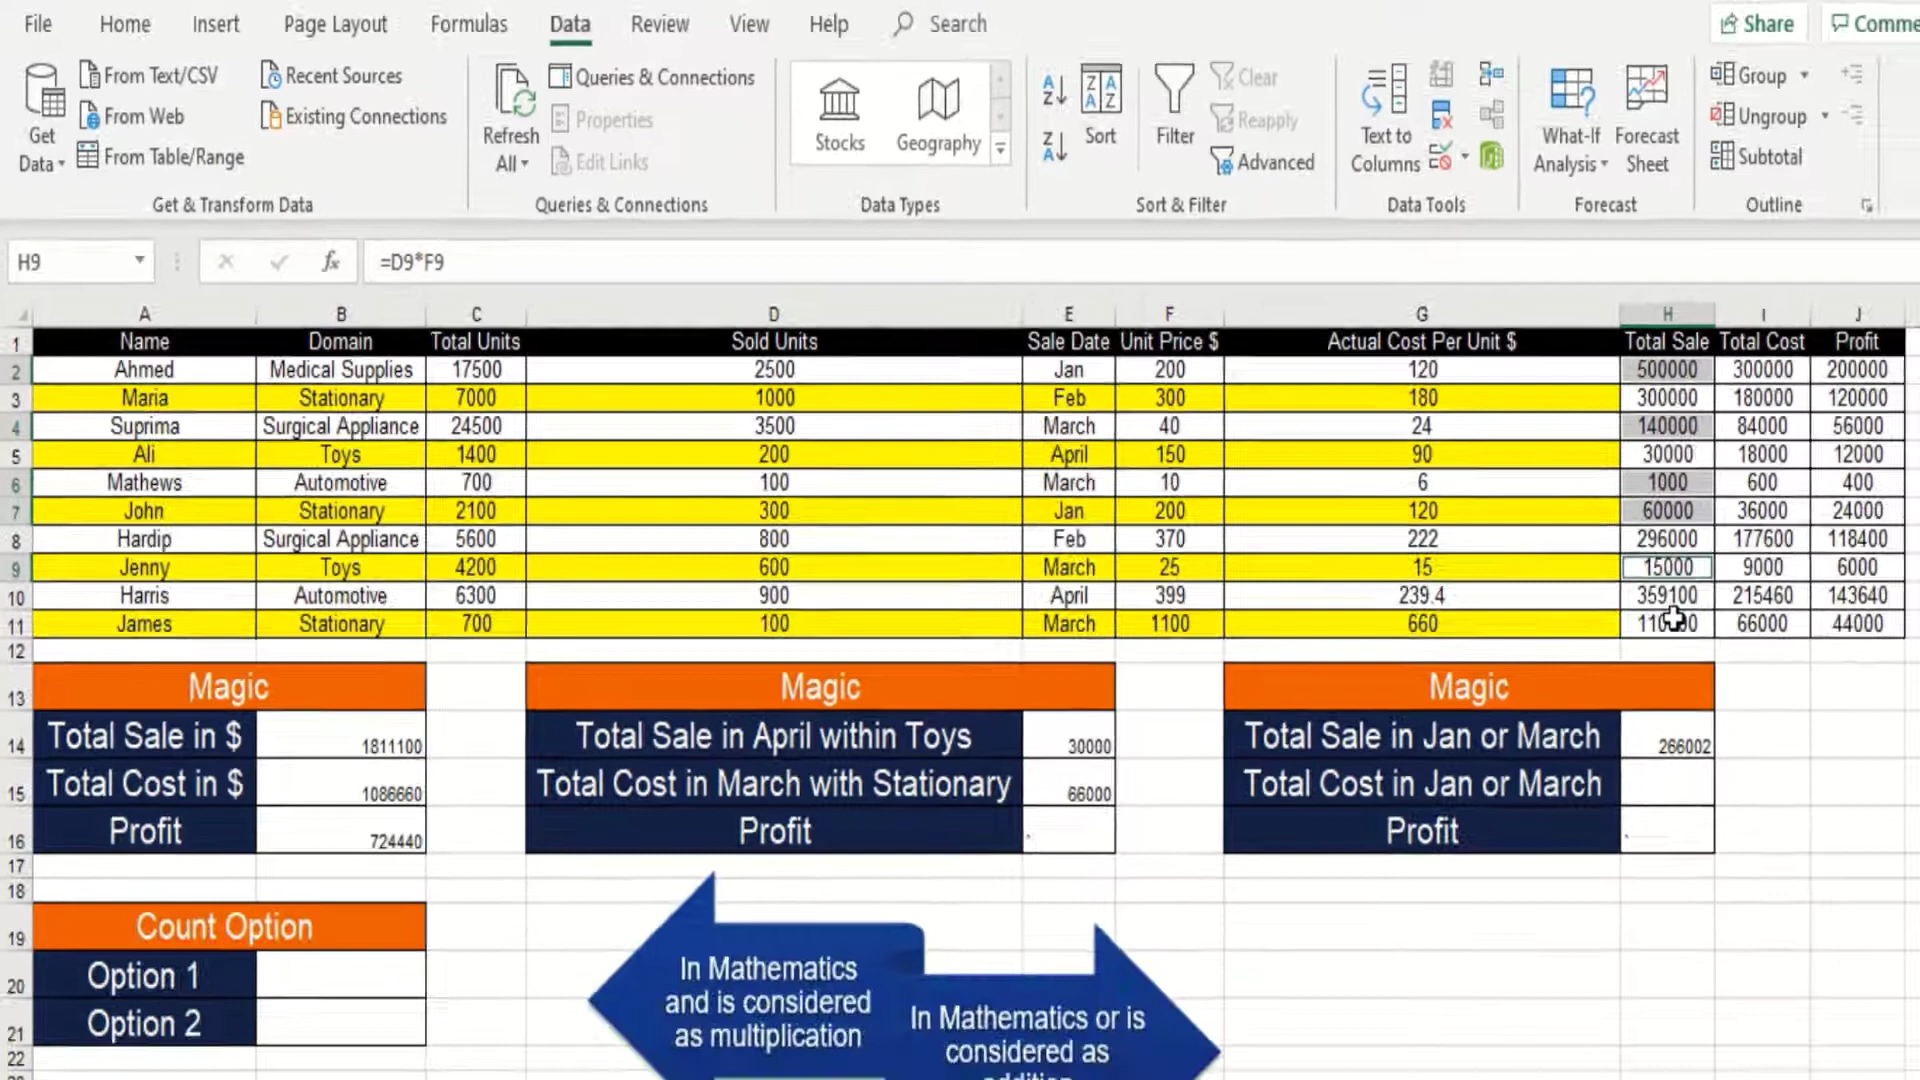 File Home Insert Page Layout Formulas Data Review View Help Search Share Comme
From Text/CSV Recent Sources Queries & Connections Clear Group
From Web Existing Connections Properties Reapply Ungroup
Get Data From Table/Range Refresh All Edit Links Stocks Geography Sort Filter Advanced Text to Columns What-If Analysis Forecast Sheet Subtotal
Get & Transform Data Queries & Connections Data Types Sort & Filter Data Tools Forecast Outline
H9 fx =D9*F9
A B C D E F G H I J
1 Name Domain Total Units Sold Units Sale Date Unit Price $ Actual Cost Per Unit $ Total Sale Total Cost Profit
2 Ahmed Medical Supplies 17500 2500 Jan 200 120 500000 300000 200000
3 Maria Stationary 7000 1000 Feb 300 180 300000 180000 120000
4 Suprima Surgical Appliance 24500 3500 March 40 24 140000 84000 56000
5 Ali Toys 1400 200 April 150 90 30000 18000 12000
6 Mathews Automotive 700 100 March 10 6 1000 600 400
7 John Stationary 2100 300 Jan 200 120 60000 36000 24000
8 Hardip Surgical Appliance 5600 800 Feb 370 222 296000 177600 118400
9 Jenny Toys 4200 600 March 25 15 15000 9000 6000
10 Harris Automotive 6300 900 April 399 239.4 359100 215460 143640
11 James Stationary 700 100 March 1100 660 66000 44000
12
13 Magic Magic Magic
14 Total Sale in $ 1811100 Total Sale in April within Toys 30000 Total Sale in Jan or March 266002
15 Total Cost in $ 1086660 Total Cost in March with Stationary 66000 Total Cost in Jan or March
16 Profit 724440 Profit Profit
17
18
19 Count Option
20 Option 1
21 Option 2
22
In Mathematics
and is considered
as multiplication
In Mathematics or is
considered as
addition